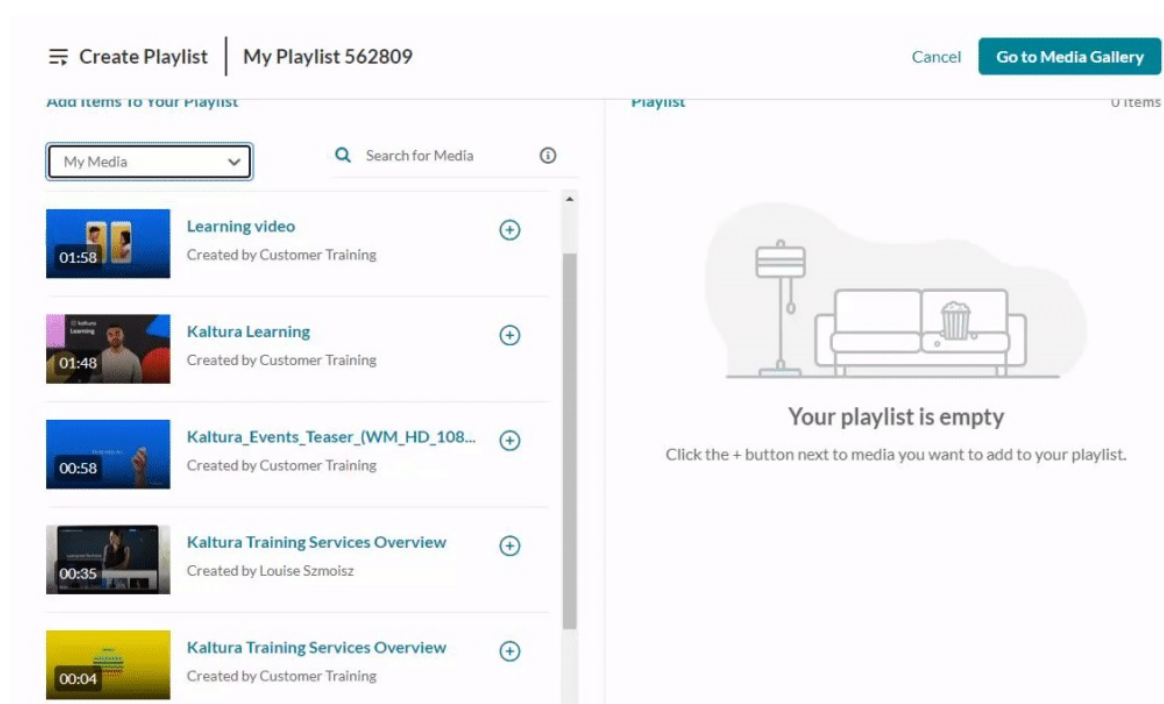 Create Playlist
My Playlist 562809
Cancel
Go to Media Gallery
Add Items To Your Playlist
My Media
Search for Media
01:58
Learning video
Created by Customer Training
kaltura
Learning
01:48
Kaltura Learning
Created by Customer Training
00:58
Kaltura_Events_Teaser_(WM_HD_108...
Created by Customer Training
00:35
Kaltura Training Services Overview
Created by Louise Szmoisz
00:04
Kaltura Training Services Overview
Created by Customer Training
Playlist
0 Items
Your playlist is empty
Click the + button next to media you want to add to your playlist.